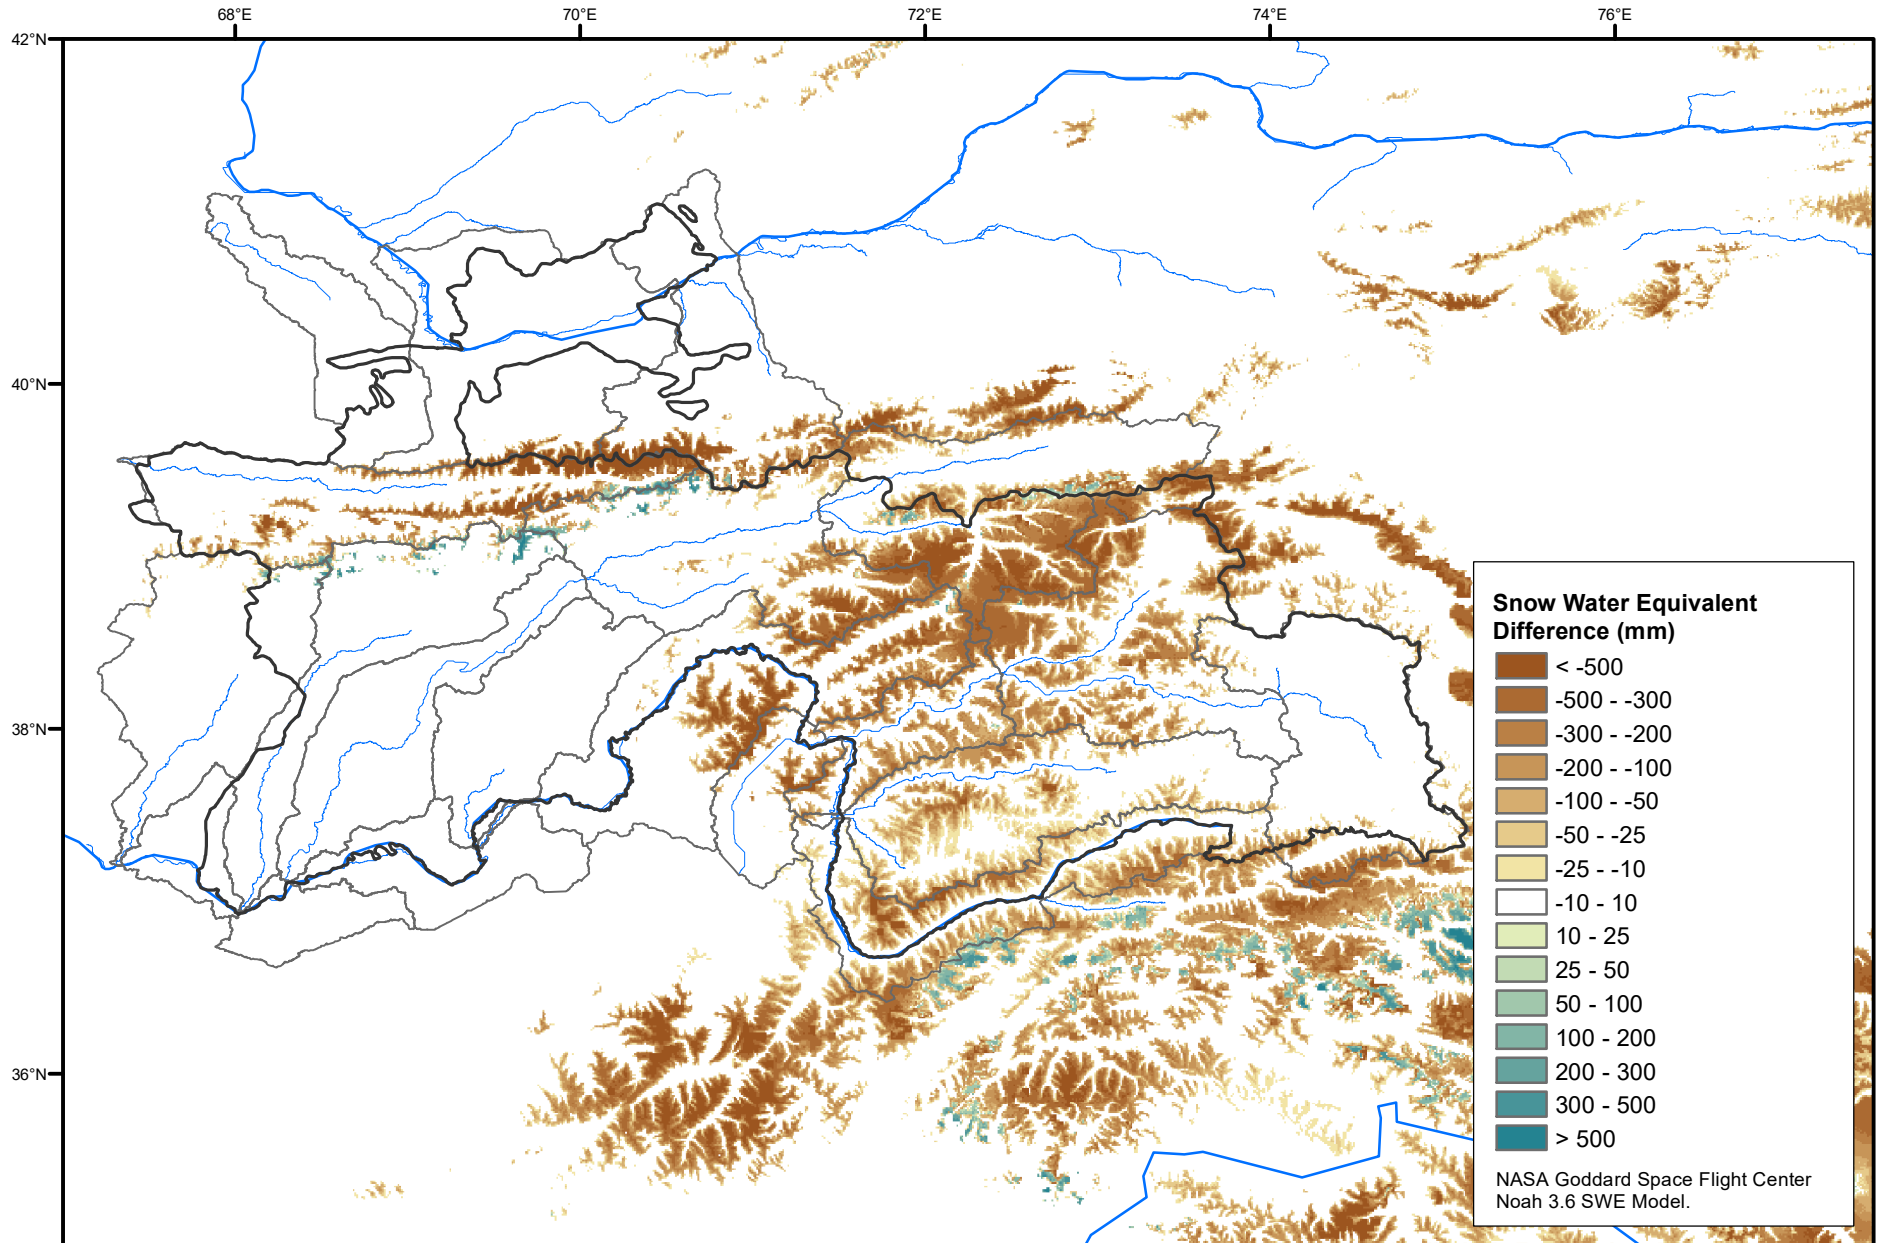 68°E 70°E 72°E 74°E 76°E
42°N
40°N
38°N
36°N
Snow Water Equivalent
Difference (mm)
< -500
-500 - -300
-300 - -200
-200 - -100
-100 - -50
-50 - -25
-25 - -10
-10 - 10
10 - 25
25 - 50
50 - 100
100 - 200
200 - 300
300 - 500
> 500
NASA Goddard Space Flight Center
Noah 3.6 SWE Model.